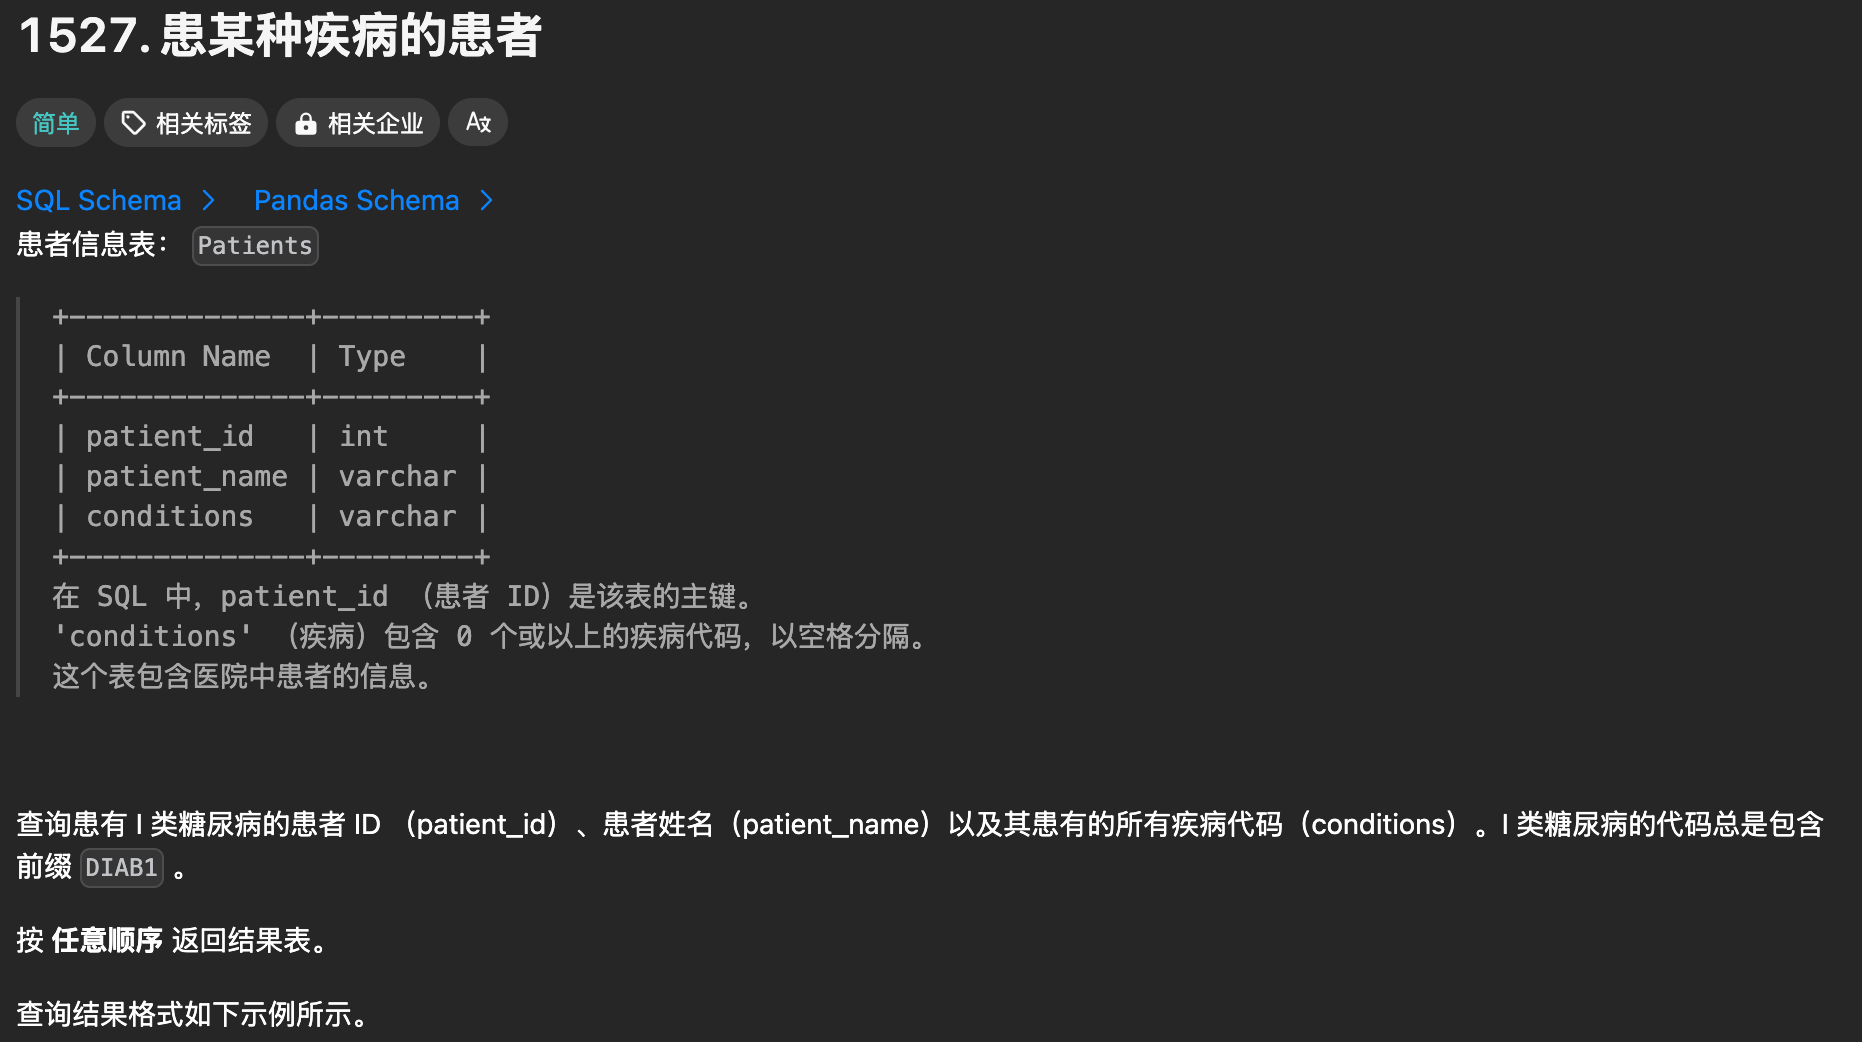 1527. 患某种疾病的患者
简单 相关标签 相关企业
SQL Schema Pandas Schema
患者信息表： Patients
+--------------+---------+
| Column Name  | Type    |
+--------------+---------+
| patient_id   | int     |
| patient_name | varchar |
| conditions   | varchar |
+--------------+---------+
在 SQL 中，patient_id （患者 ID）是该表的主键。
'conditions' （疾病）包含 0 个或以上的疾病代码，以空格分隔。
这个表包含医院中患者的信息。
查询患有 I 类糖尿病的患者 ID （patient_id）、患者姓名（patient_name）以及其患有的所有疾病代码（conditions）。I 类糖尿病的代码总是包含
前缀 DIAB1 。
按 任意顺序 返回结果表。
查询结果格式如下示例所示。